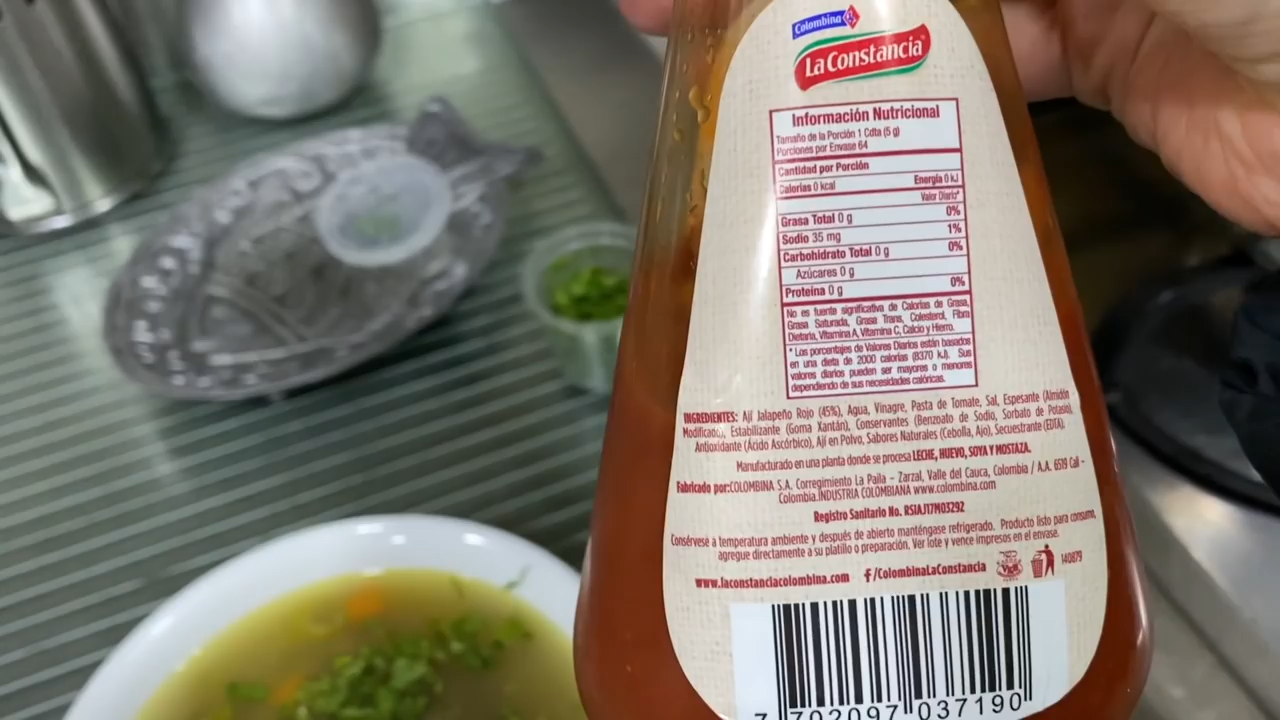 Colombina
La Constancia
Información Nutricional
Tamaño de la Porción 1 Cdta (5 g)
Porciones por Envase 64
Cantidad por Porción
Calorías 0 kcal Energía 0 kJ
Valor Diario*
Grasa Total 0 g 0%
Sodio 35 mg 1%
Carbohidrato Total 0 g 0%
Azúcares 0 g
Proteína 0 g 0%
No es fuente significativa de Calorías de Grasa,
Grasa Saturada, Grasa Trans, Colesterol, Fibra
Dietaria, Vitamina A, Vitamina C, Calcio y Hierro.
* Los porcentajes de Valores Diarios están basados
en una dieta de 2000 calorías (8370 kJ). Sus
valores diarios pueden ser mayores o menores
dependiendo de sus necesidades calóricas.
INGREDIENTES: Ají Jalapeño Rojo (45%), Agua, Vinagre, Pasta de Tomate, Sal, Espesante (Almidón
Modificado), Estabilizante (Goma Xantán), Conservantes (Benzoato de Sodio, Sorbato de Potasio),
Antioxidante (Ácido Ascórbico), Ají en Polvo, Sabores Naturales (Cebolla, Ajo), Secuestrante (EDTA).
Manufacturado en una planta donde se procesa LECHE, HUEVO, SOYA Y MOSTAZA.
Fabricado por:COLOMBINA S.A. Corregimiento La Paila - Zarzal, Valle del Cauca, Colombia / A.A. 6519 Cali -
Colombia.INDUSTRIA COLOMBIANA www.colombina.com
Registro Sanitario No. RSIAJ17M03292
Consérvese a temperatura ambiente y después de abierto manténgase refrigerado. Producto listo para consumir,
agregue directamente a su platillo o preparación. Ver lote y vence impresos en el envase.
www.laconstanciacolombina.com f/ColombinaLaConstancia 140879
7 702097 037190